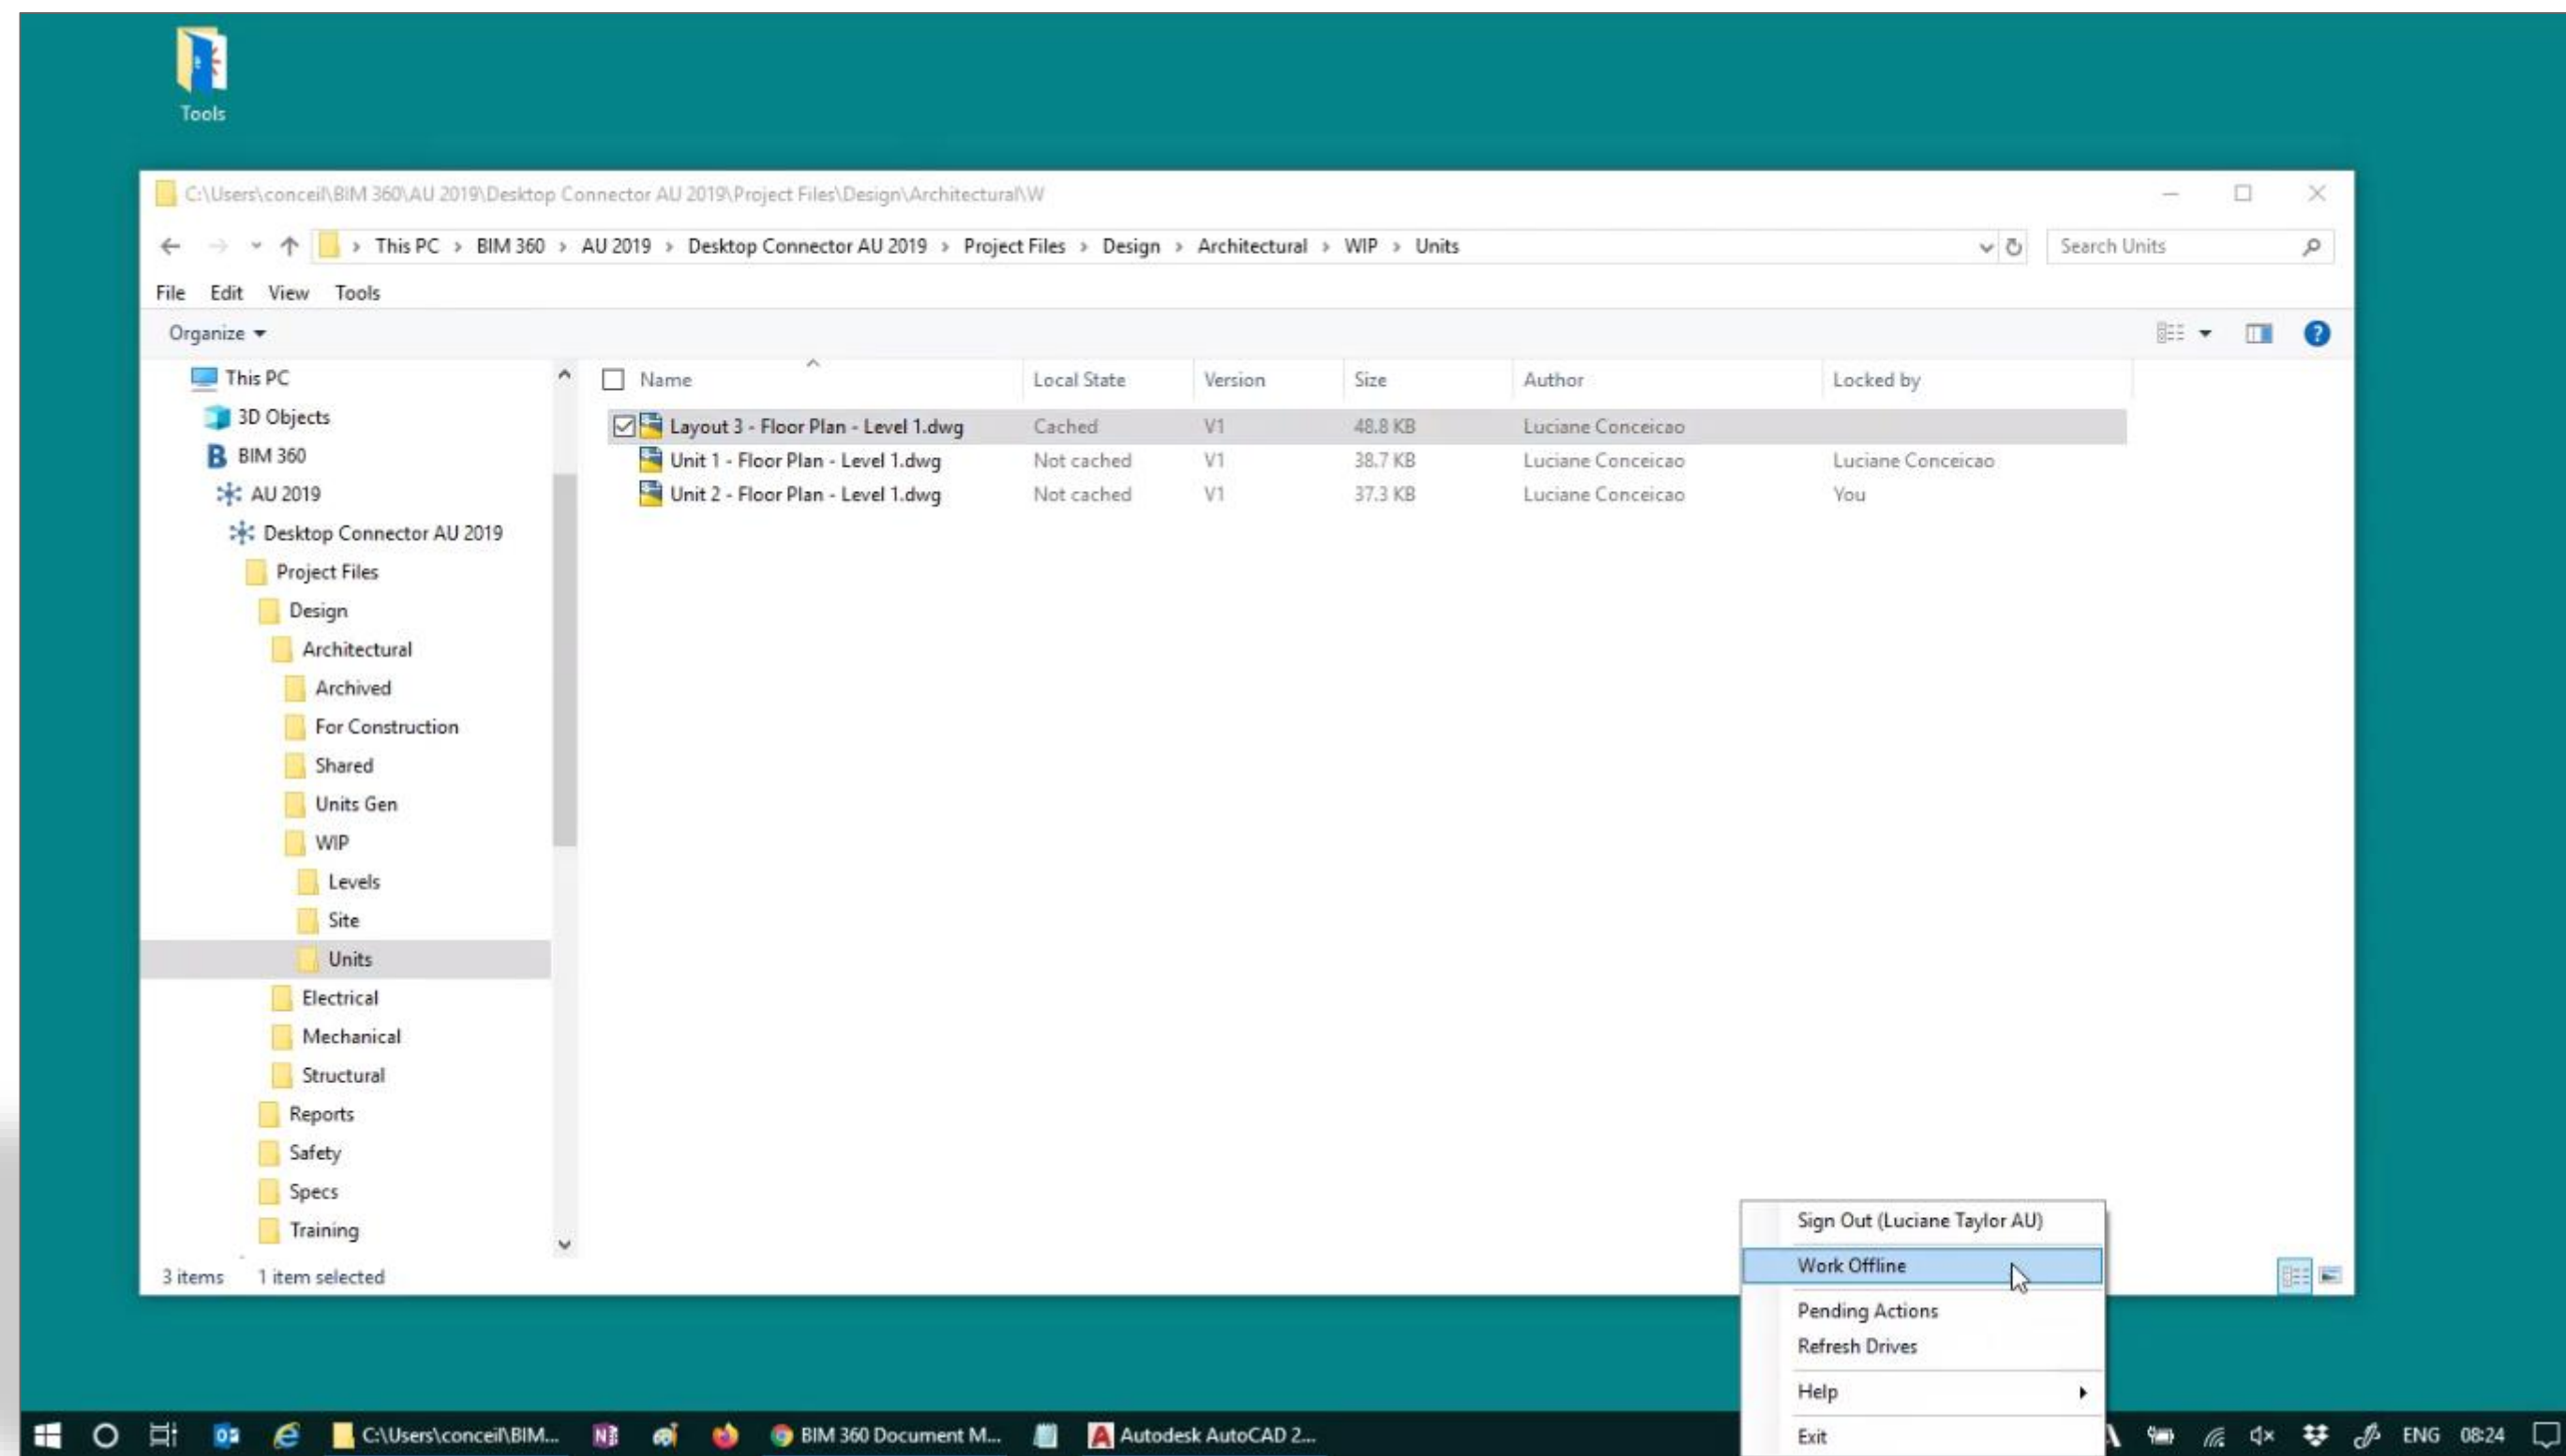 Tools
C:\Users\conceil\BIM 360\AU 2019\Desktop Connector AU 2019\Project Files\Design\Architectural\W
This PC > BIM 360 > AU 2019 > Desktop Connector AU 2019 > Project Files > Design > Architectural > WIP > Units
Search Units
File Edit View Tools
Organize
This PC
3D Objects
BIM 360
AU 2019
Desktop Connector AU 2019
Project Files
Design
Architectural
Archived
For Construction
Shared
Units Gen
WIP
Levels
Site
Units
Electrical
Mechanical
Structural
Reports
Safety
Specs
Training
Name Local State Version Size Author Locked by
Layout 3 - Floor Plan - Level 1.dwg Cached V1 48.8 KB Luciane Conceicao
Unit 1 - Floor Plan - Level 1.dwg Not cached V1 38.7 KB Luciane Conceicao Luciane Conceicao
Unit 2 - Floor Plan - Level 1.dwg Not cached V1 37.3 KB Luciane Conceicao You
3 items 1 item selected
Sign Out (Luciane Taylor AU)
Work Offline
Pending Actions
Refresh Drives
Help
Exit
C:\Users\conceil\BIM... BIM 360 Document M... Autodesk AutoCAD 2... ENG 08:24